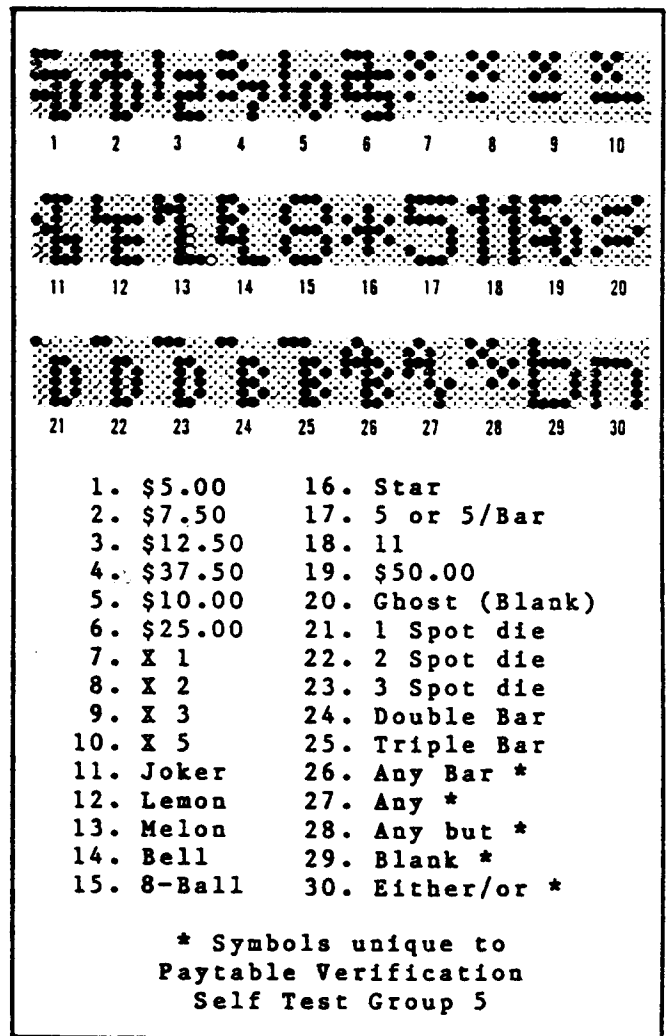 1 2 3 4 5 6 7 8 9 10
11 12 13 14 15 16 17 18 19 20
21 22 23 24 25 26 27 28 29 30
1. $5.00 16. Star
2. $7.50 17. 5 or 5/Bar
3. $12.50 18. 11
4. $37.50 19. $50.00
5. $10.00 20. Ghost (Blank)
6. $25.00 21. 1 Spot die
7. X 1 22. 2 Spot die
8. X 2 23. 3 Spot die
9. X 3 24. Double Bar
10. X 5 25. Triple Bar
11. Joker 26. Any Bar *
12. Lemon 27. Any *
13. Melon 28. Any but *
14. Bell 29. Blank *
15. 8-Ball 30. Either/or *
* Symbols unique to
Paytable Verification
Self Test Group 5